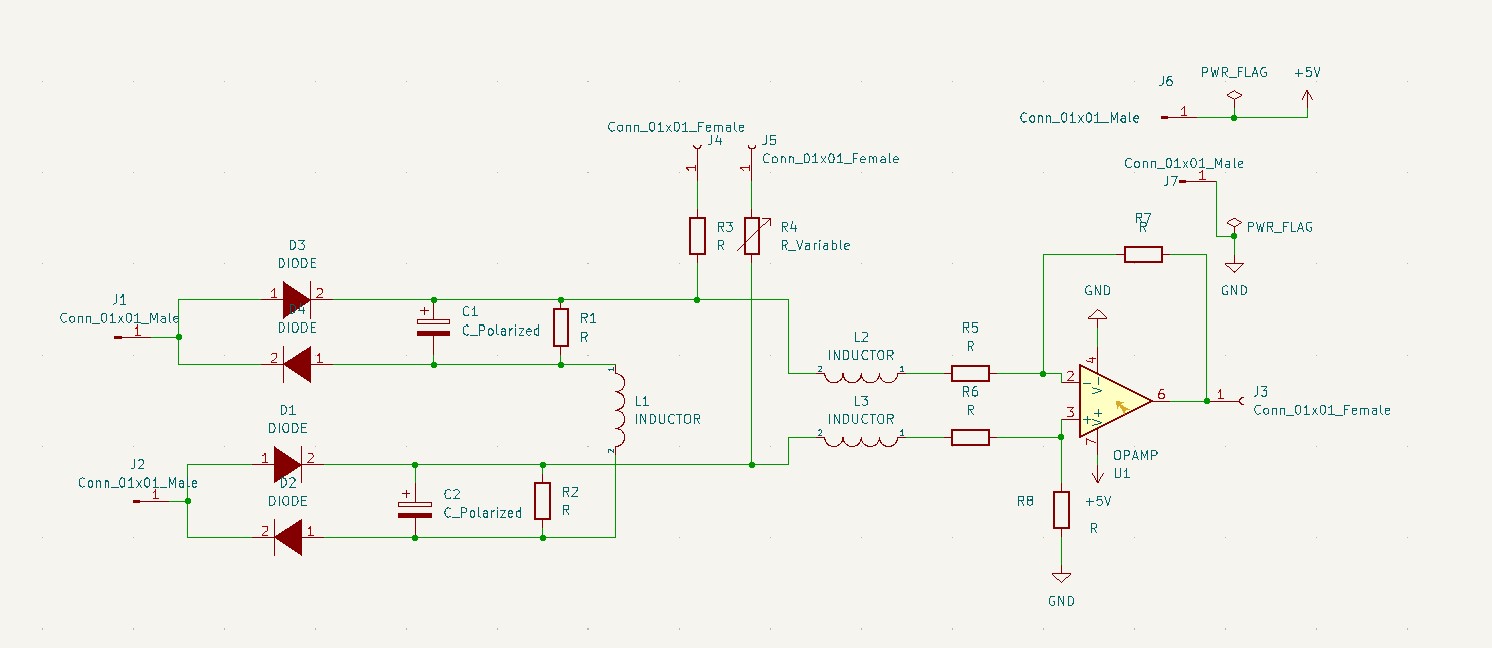 J6
PWR_FLAG
+5V
Conn_01x01_Male
1
Conn_01x01_Female
J4
J5
Conn_01x01_Female
1
1
Conn_01x01_Male
J7
1
R3
R
R4
R_Variable
R7
R
PWR_FLAG
GND
GND
D3
DIODE
1
2
D4
DIODE
2
1
J1
Conn_01x01_Male
1
+
C1
C_Polarized
R1
R
1
L1
INDUCTOR
2
L2
INDUCTOR
2
1
R5
R
L3
INDUCTOR
2
1
R6
R
4
2
-
V-
3
+
V+
7
6
1
J3
Conn_01x01_Female
OPAMP
U1
+5V
D1
DIODE
1
2
D2
DIODE
2
1
J2
Conn_01x01_Male
1
+
C2
C_Polarized
R2
R
R8
R
GND